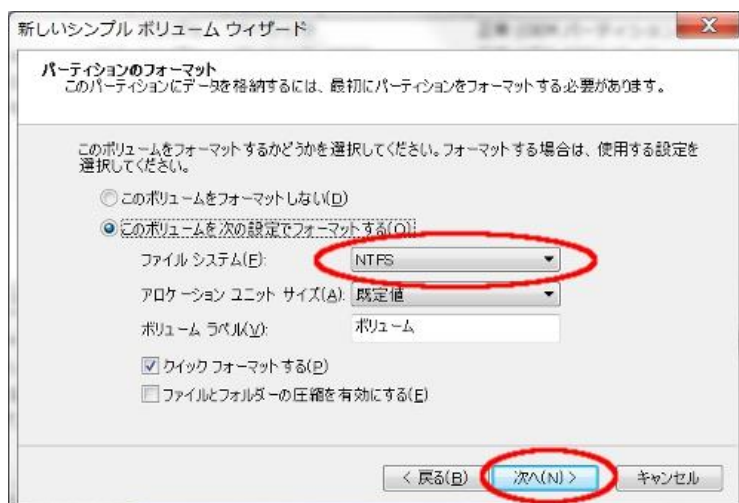 新しいシンプル ボリューム ウィザード
パーティションのフォーマット
このパーティションにデータを格納するには、最初にパーティションをフォーマットする必要があります。
このボリュームをフォーマットするかどうかを選択してください。フォーマットする場合は、使用する設定を
選択してください。
このボリュームをフォーマットしない(D)
このボリュームを次の設定でフォーマットする(O):
ファイル システム(F): NTFS
アロケーション ユニット サイズ(A): 既定値
ボリューム ラベル(V): ボリューム
クイック フォーマットする(P)
ファイルとフォルダーの圧縮を有効にする(E)
< 戻る(B) 次へ(N) > キャンセル